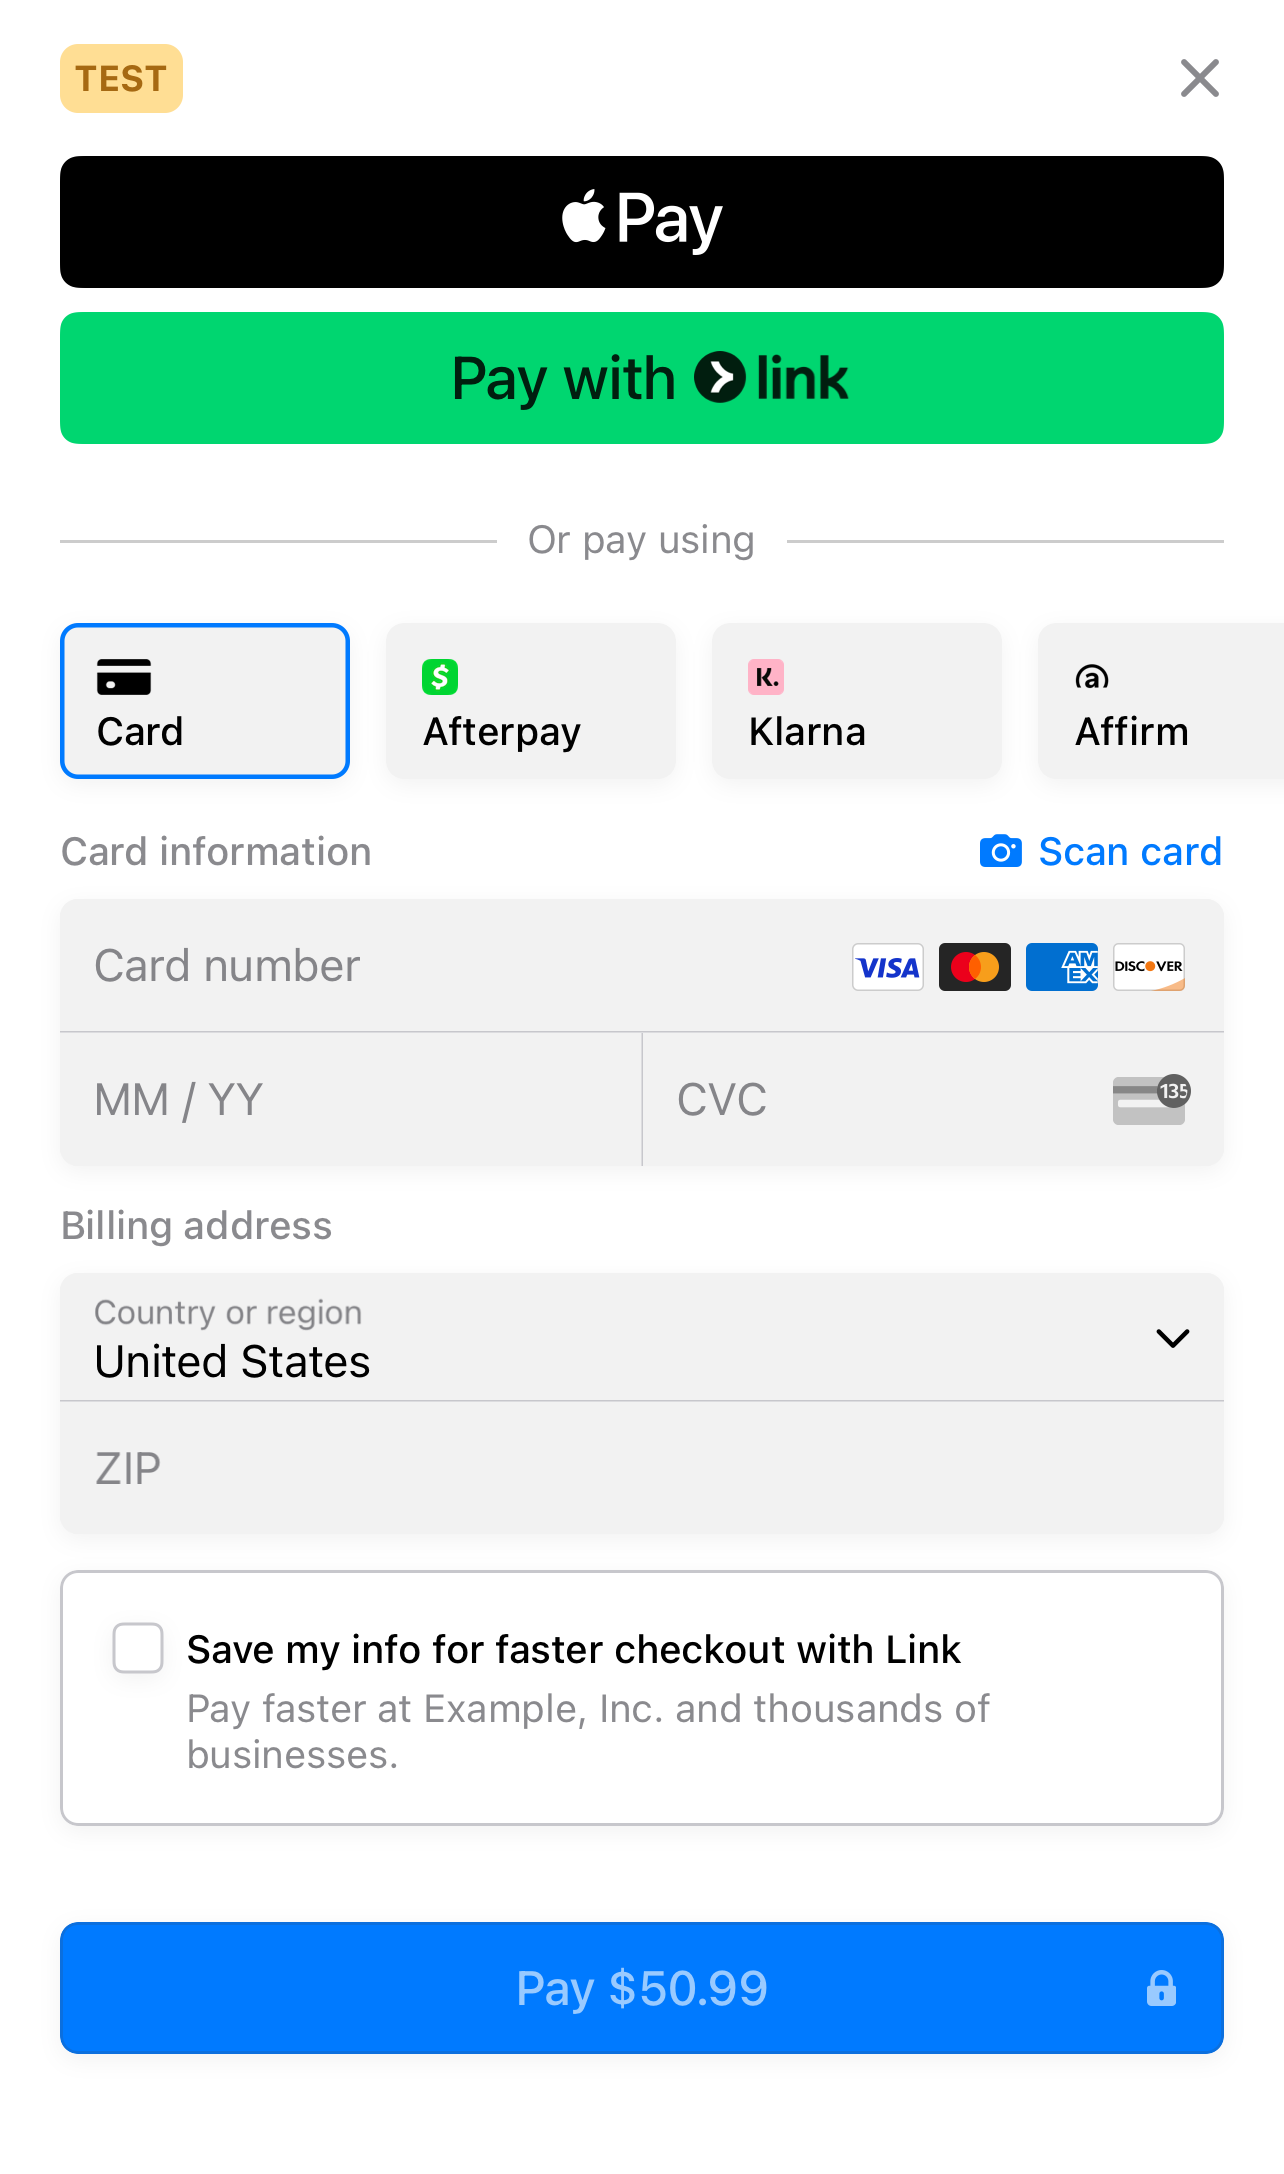 TEST
Pay
Pay with link
Or pay using
Card
$
Afterpay
K.
Klarna
a
Affirm
Card information
Scan card
Card number
VISA
AM
EX
DISCOVER
MM / YY
CVC
135
Billing address
Country or region
United States
ZIP
Save my info for faster checkout with Link
Pay faster at Example, Inc. and thousands of
businesses.
Pay $50.99